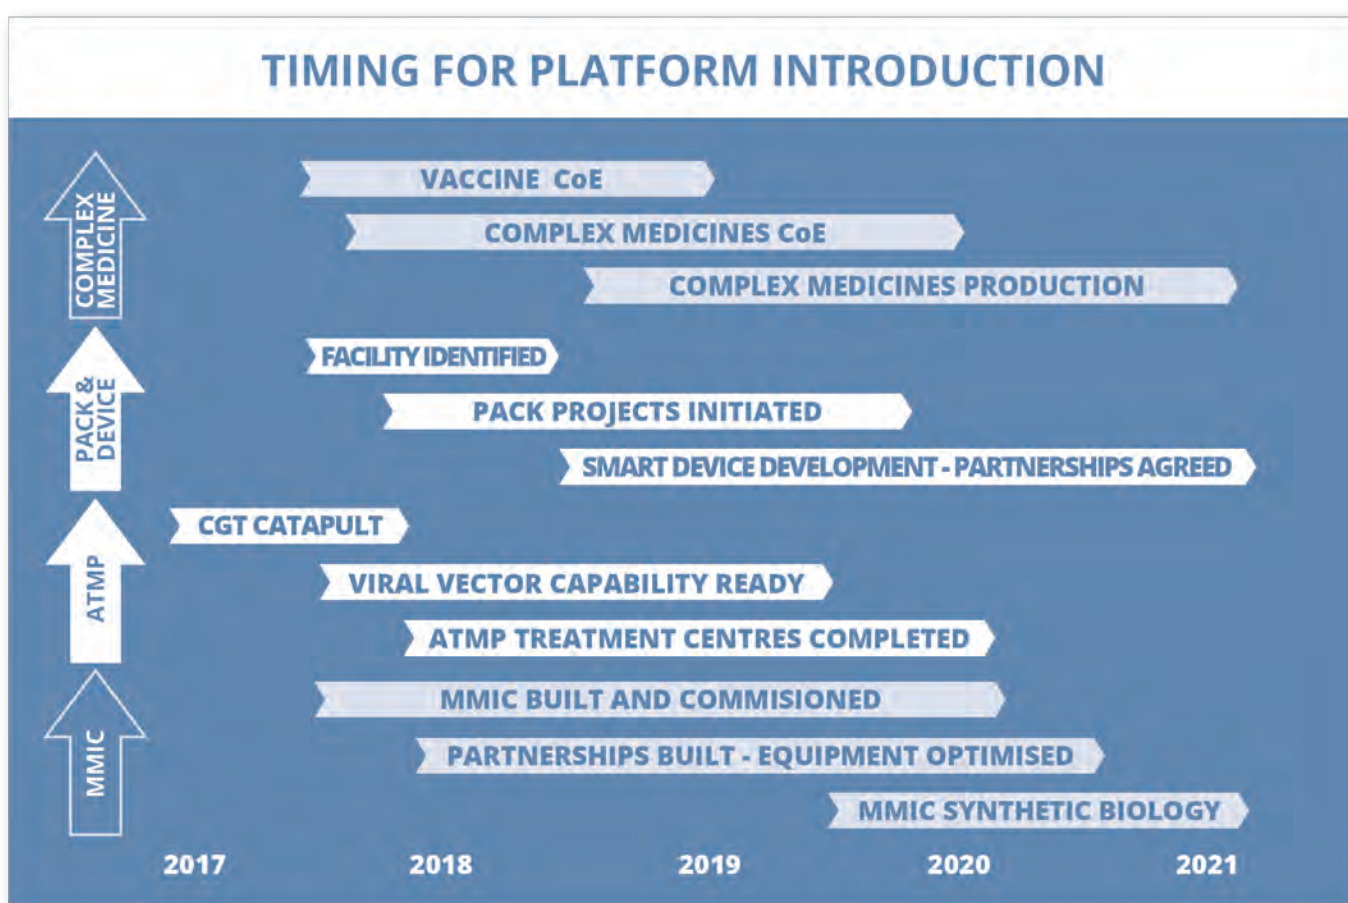 TIMING FOR PLATFORM INTRODUCTION
COMPLEX
MEDICINE
VACCINE CoE
COMPLEX MEDICINES CoE
COMPLEX MEDICINES PRODUCTION
PACK &
DEVICE
FACILITY IDENTIFIED
PACK PROJECTS INITIATED
SMART DEVICE DEVELOPMENT - PARTNERSHIPS AGREED
ATMP
CGT CATAPULT
VIRAL VECTOR CAPABILITY READY
ATMP TREATMENT CENTRES COMPLETED
MMIC
MMIC BUILT AND COMMISIONED
PARTNERSHIPS BUILT - EQUIPMENT OPTIMISED
MMIC SYNTHETIC BIOLOGY
2017 2018 2019 2020 2021